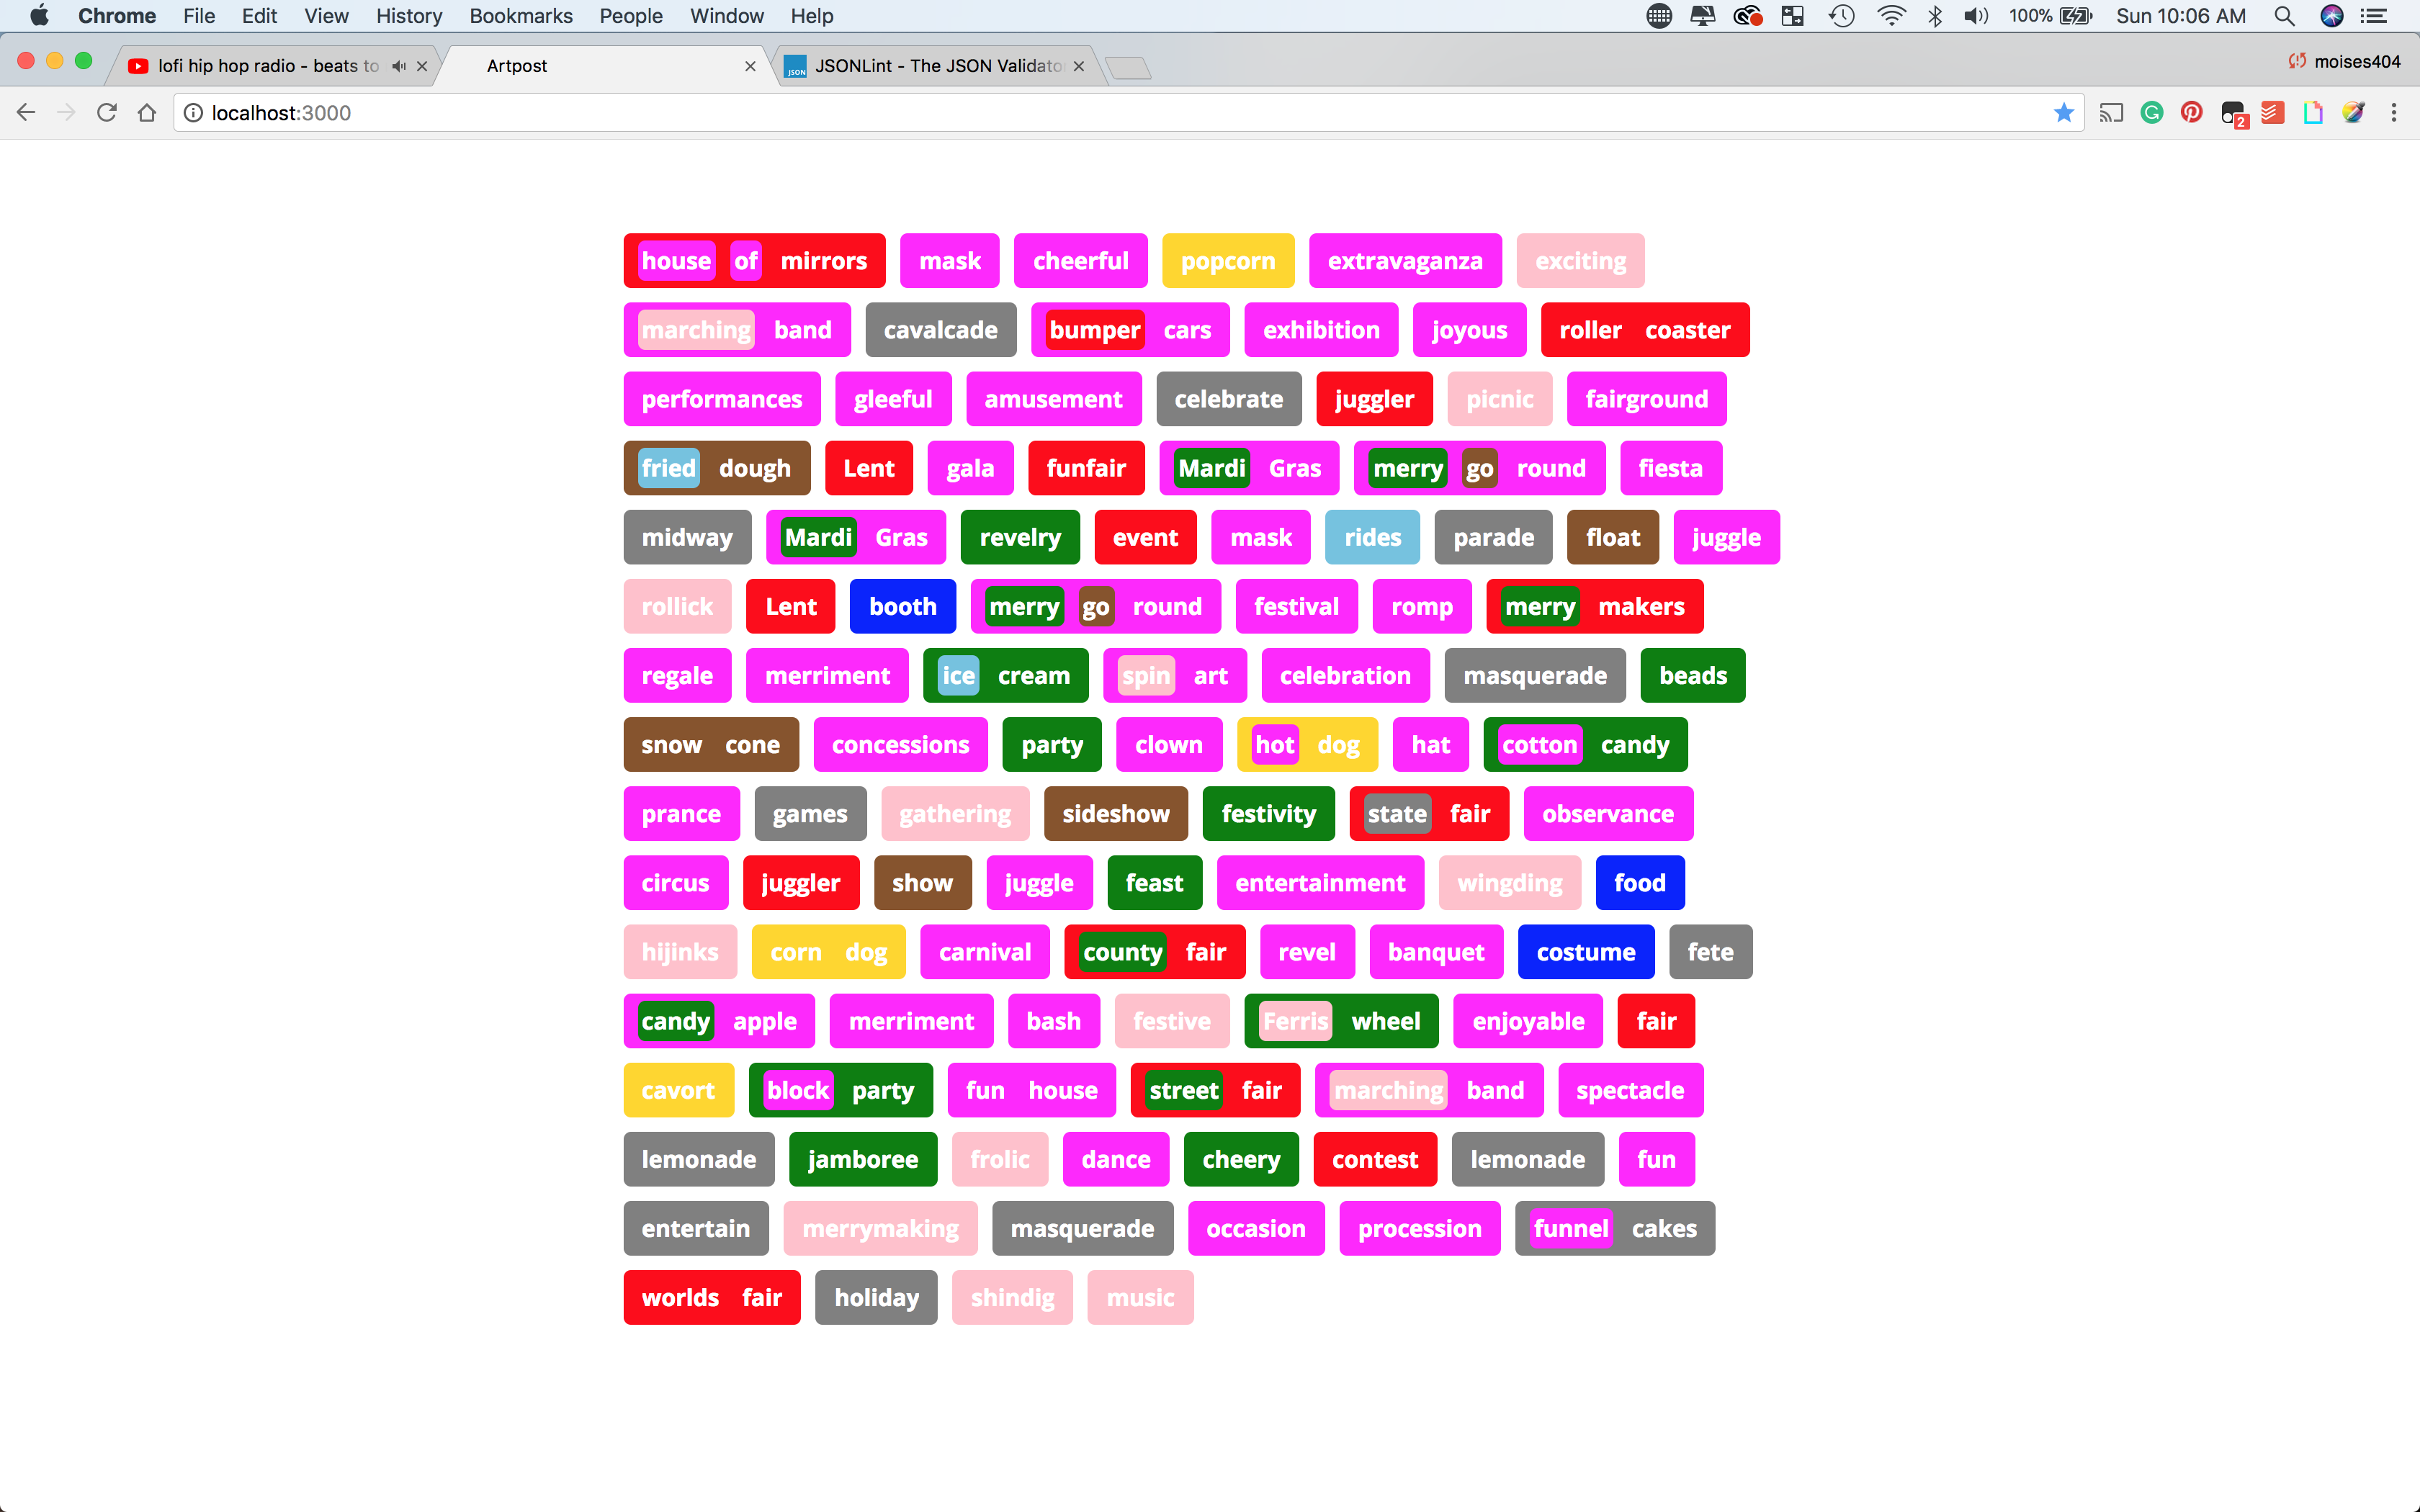 Chrome File Edit View History Bookmarks People Window Help 100% Sun 10:06 AM
lofi hip hop radio - beats to Artpost JSON JSONLint - The JSON Validato moises404
localhost:3000 2
house of mirrors mask cheerful popcorn extravaganza exciting
marching band cavalcade bumper cars exhibition joyous roller coaster
performances gleeful amusement celebrate juggler picnic fairground
fried dough Lent gala funfair Mardi Gras merry go round fiesta
midway Mardi Gras revelry event mask rides parade float juggle
rollick Lent booth merry go round festival romp merry makers
regale merriment ice cream spin art celebration masquerade beads
snow cone concessions party clown hot dog hat cotton candy
prance games gathering sideshow festivity state fair observance
circus juggler show juggle feast entertainment wingding food
hijinks corn dog carnival county fair revel banquet costume fete
candy apple merriment bash festive Ferris wheel enjoyable fair
cavort block party fun house street fair marching band spectacle
lemonade jamboree frolic dance cheery contest lemonade fun
entertain merrymaking masquerade occasion procession funnel cakes
worlds fair holiday shindig music